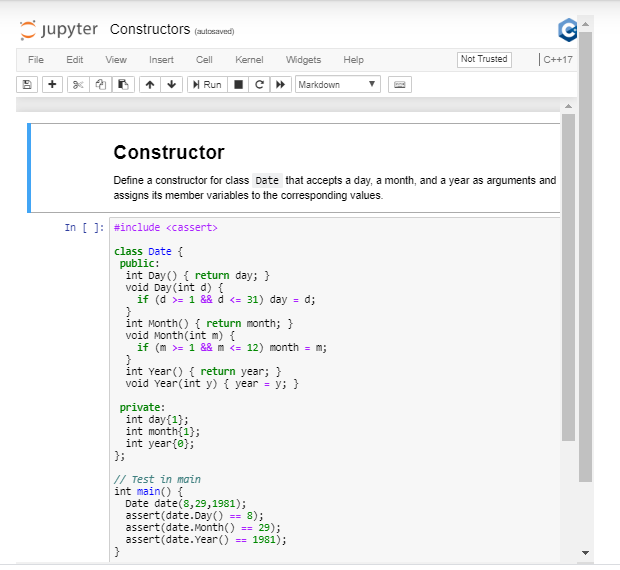 jupyter Constructors (autosaved)
File Edit View Insert Cell Kernel Widgets Help Not Trusted C++17
Run Markdown
Constructor
Define a constructor for class Date that accepts a day, a month, and a year as arguments and
assigns its member variables to the corresponding values.
In [ ]: #include <cassert>
class Date {
public:
int Day() { return day; }
void Day(int d) {
if (d >= 1 && d <= 31) day = d;
}
int Month() { return month; }
void Month(int m) {
if (m >= 1 && m <= 12) month = m;
}
int Year() { return year; }
void Year(int y) { year = y; }
private:
int day{1};
int month{1};
int year{0};
};
// Test in main
int main() {
Date date(8,29,1981);
assert(date.Day() == 8);
assert(date.Month() == 29);
assert(date.Year() == 1981);
}